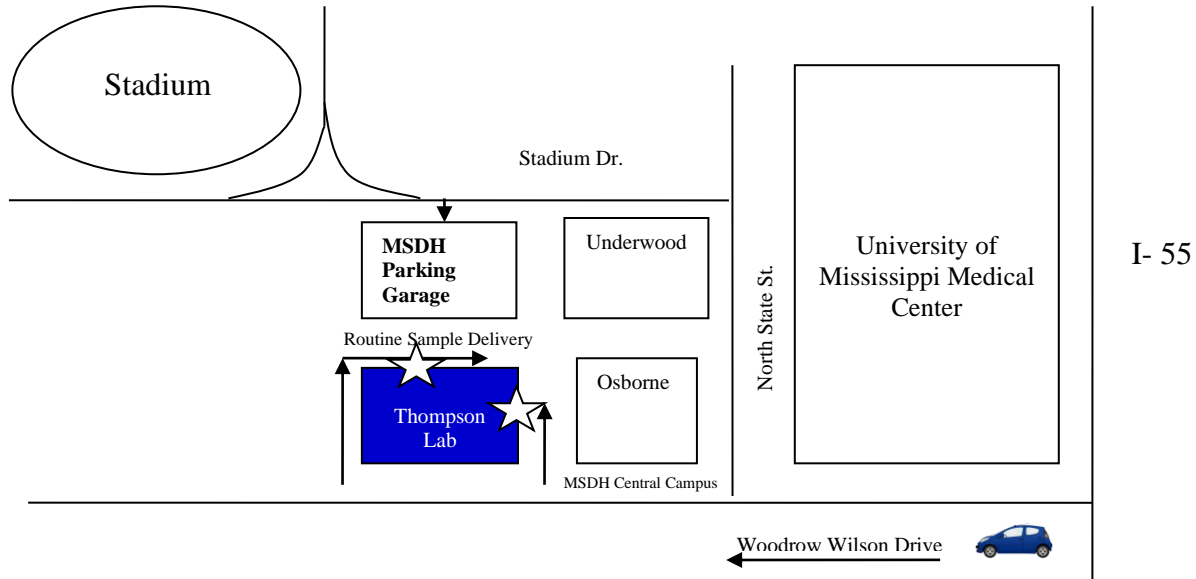 Stadium
Stadium Dr.
MSDH
Parking
Garage
Underwood
University of
Mississippi Medical
Center
I- 55
North State St.
Routine Sample Delivery
Thompson
Lab
Osborne
MSDH Central Campus
Woodrow Wilson Drive